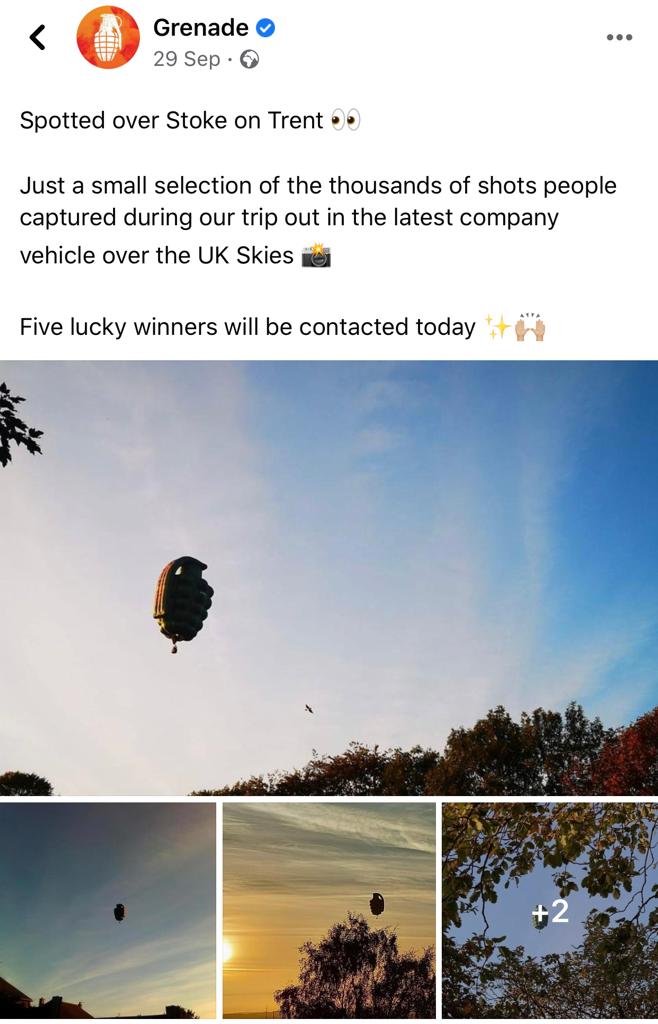 Grenade
29 Sep ·
Spotted over Stoke on Trent 👀
Just a small selection of the thousands of shots people
captured during our trip out in the latest company
vehicle over the UK Skies 📸
Five lucky winners will be contacted today ✨🙌🏼
+2